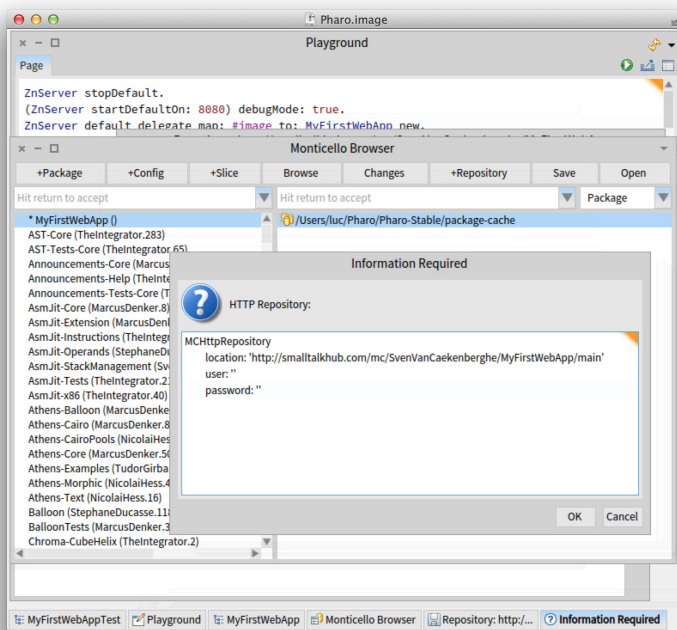 Pharo.image
Playground
Page
ZnServer stopDefault.
(ZnServer startDefaultOn: 8080) debugMode: true.
ZnServer default delegate map: #image to: MyFirstWebApp new.
Monticello Browser
+Package +Config +Slice Browse Changes +Repository Save Open
Hit return to accept Hit return to accept Package
* MyFirstWebApp () /Users/luc/Pharo/Pharo-Stable/package-cache
AST-Core (TheIntegrator.283)
AST-Tests-Core (TheIntegrator.65)
Announcements-Core (Marcus
Announcements-Help (TheInte
Announcements-Tests-Core (T
AsmJit-Core (MarcusDenker.8)
AsmJit-Extension (MarcusDenl
AsmJit-Instructions (TheIntegr
AsmJit-Operands (StephaneDu
AsmJit-StackManagement (Sv
AsmJit-Tests (TheIntegrator.2
AsmJit-x86 (TheIntegrator.40)
Athens-Balloon (MarcusDenke
Athens-Cairo (MarcusDenker.8
Athens-CairoPools (NicolaiHes
Athens-Core (MarcusDenker.50
Athens-Examples (TudorGirba
Athens-Morphic (NicolaiHess.4
Athens-Text (NicolaiHess.16)
Balloon (StephaneDucasse.118
BalloonTests (MarcusDenker.3
Chroma-CubeHelix (TheIntegrator.2)
Information Required
HTTP Repository:
MCHttpRepository
location: 'http://smalltalkhub.com/mc/SvenVanCaekenberghe/MyFirstWebApp/main'
user: ''
password: ''
OK Cancel
MyFirstWebAppTest Playground MyFirstWebApp Monticello Browser Repository: http:/... Information Required